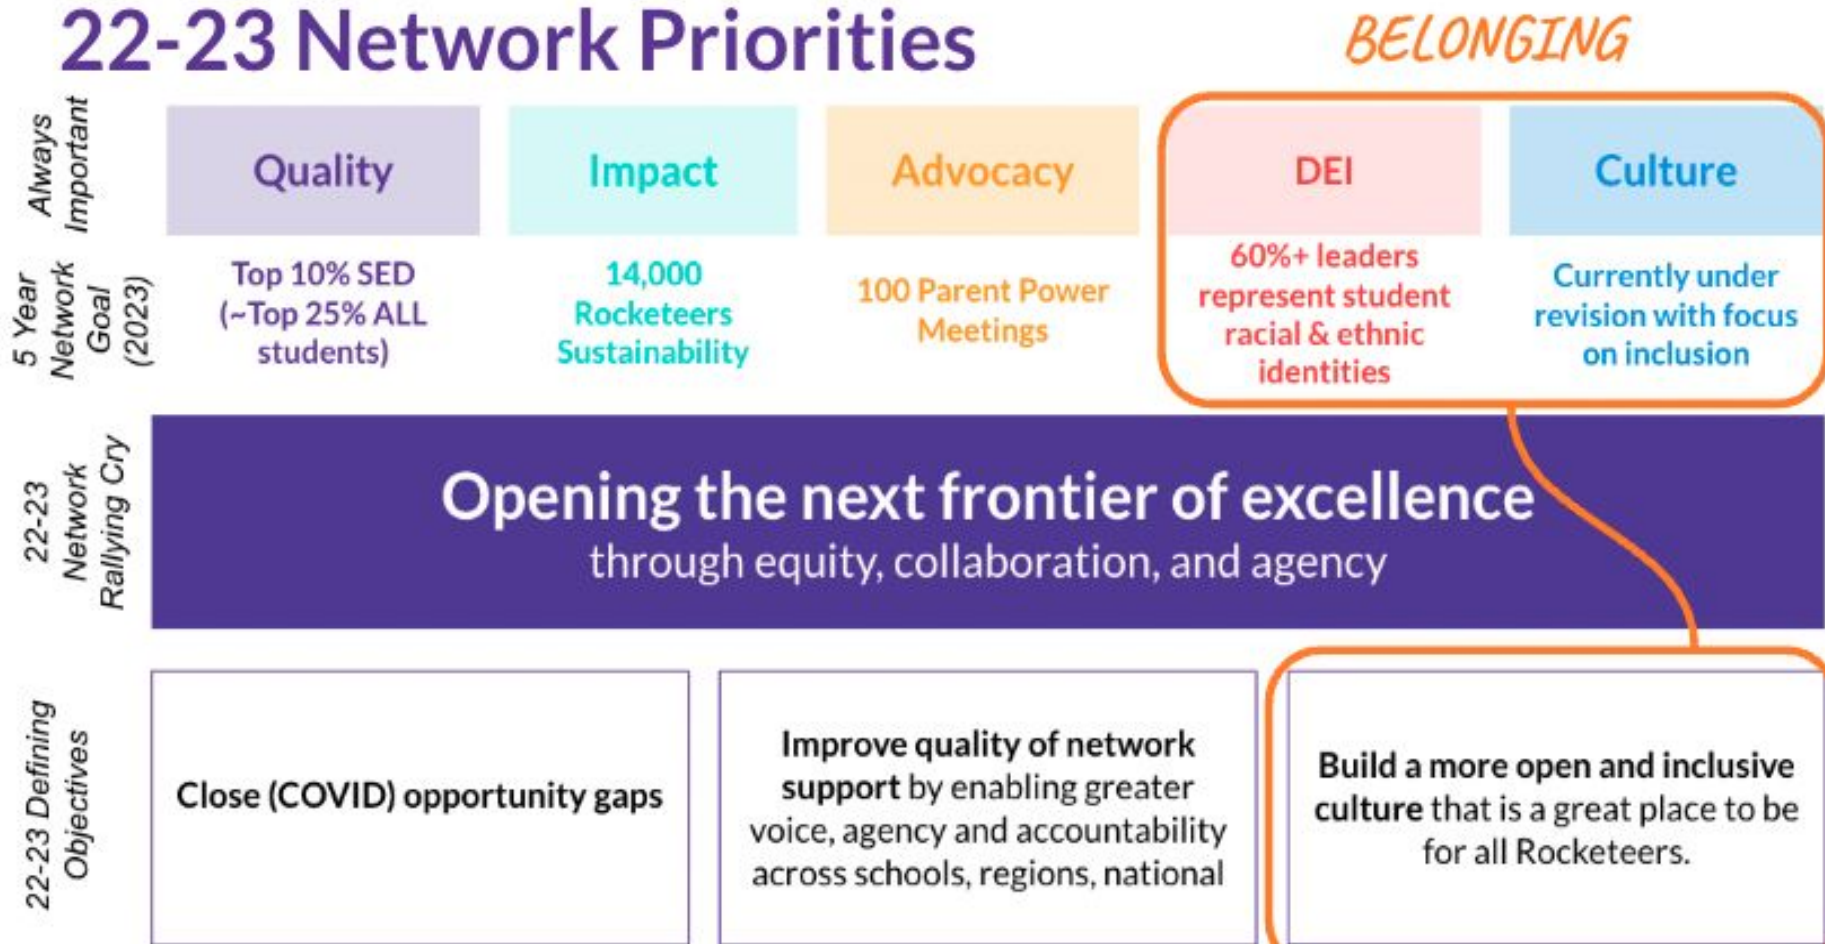 22-23 Network Priorities
BELONGING
Always
Important
Quality
Impact
Advocacy
DEI
Culture
5 Year
Network
Goal
(2023)
Top 10% SED
(~Top 25% ALL
students)
14,000
Rocketeers
Sustainability
100 Parent Power
Meetings
60%+ leaders
represent student
racial & ethnic
identities
Currently under
revision with focus
on inclusion
22-23
Network
Rallying Cry
Opening the next frontier of excellence
through equity, collaboration, and agency
22-23 Defining
Objectives
Close (COVID) opportunity gaps
Improve quality of network
support by enabling greater
voice, agency and accountability
across schools, regions, national
Build a more open and inclusive
culture that is a great place to be
for all Rocketeers.